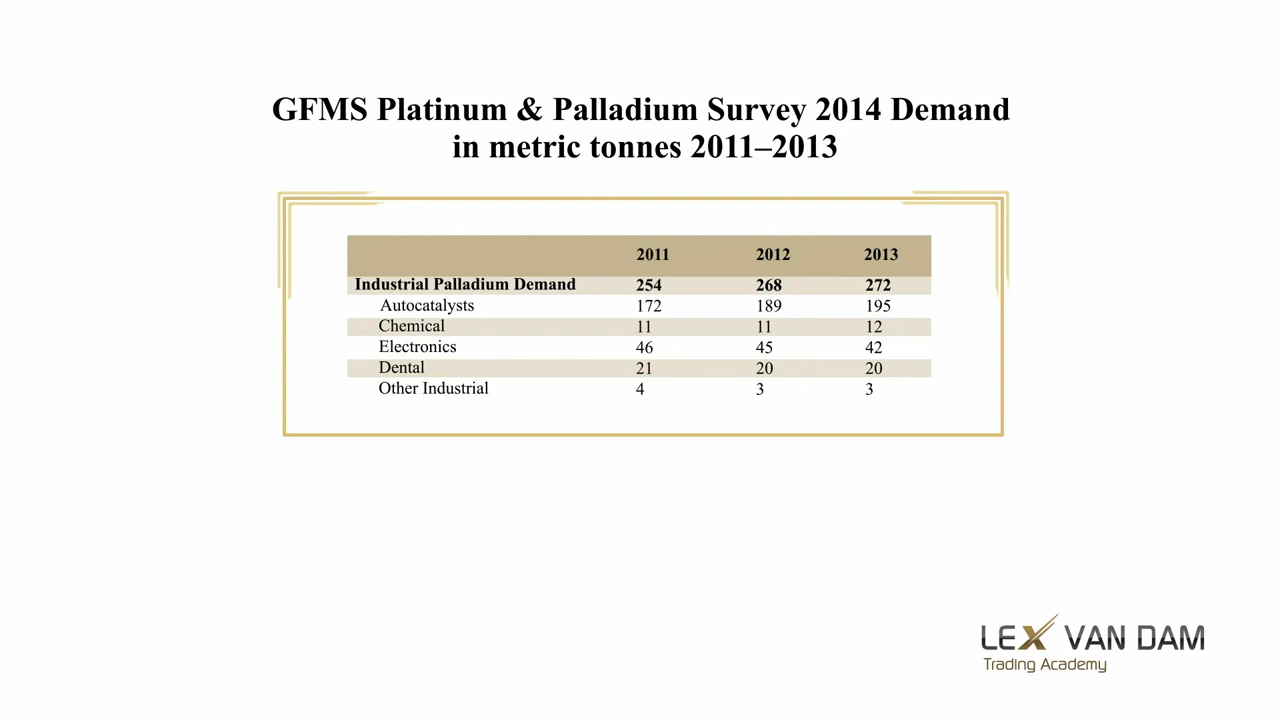 GFMS Platinum & Palladium Survey 2014 Demand
in metric tonnes 2011–2013
2011 2012 2013
Industrial Palladium Demand 254 268 272
Autocatalysts 172 189 195
Chemical 11 11 12
Electronics 46 45 42
Dental 21 20 20
Other Industrial 4 3 3
LEX VAN DAM
Trading Academy